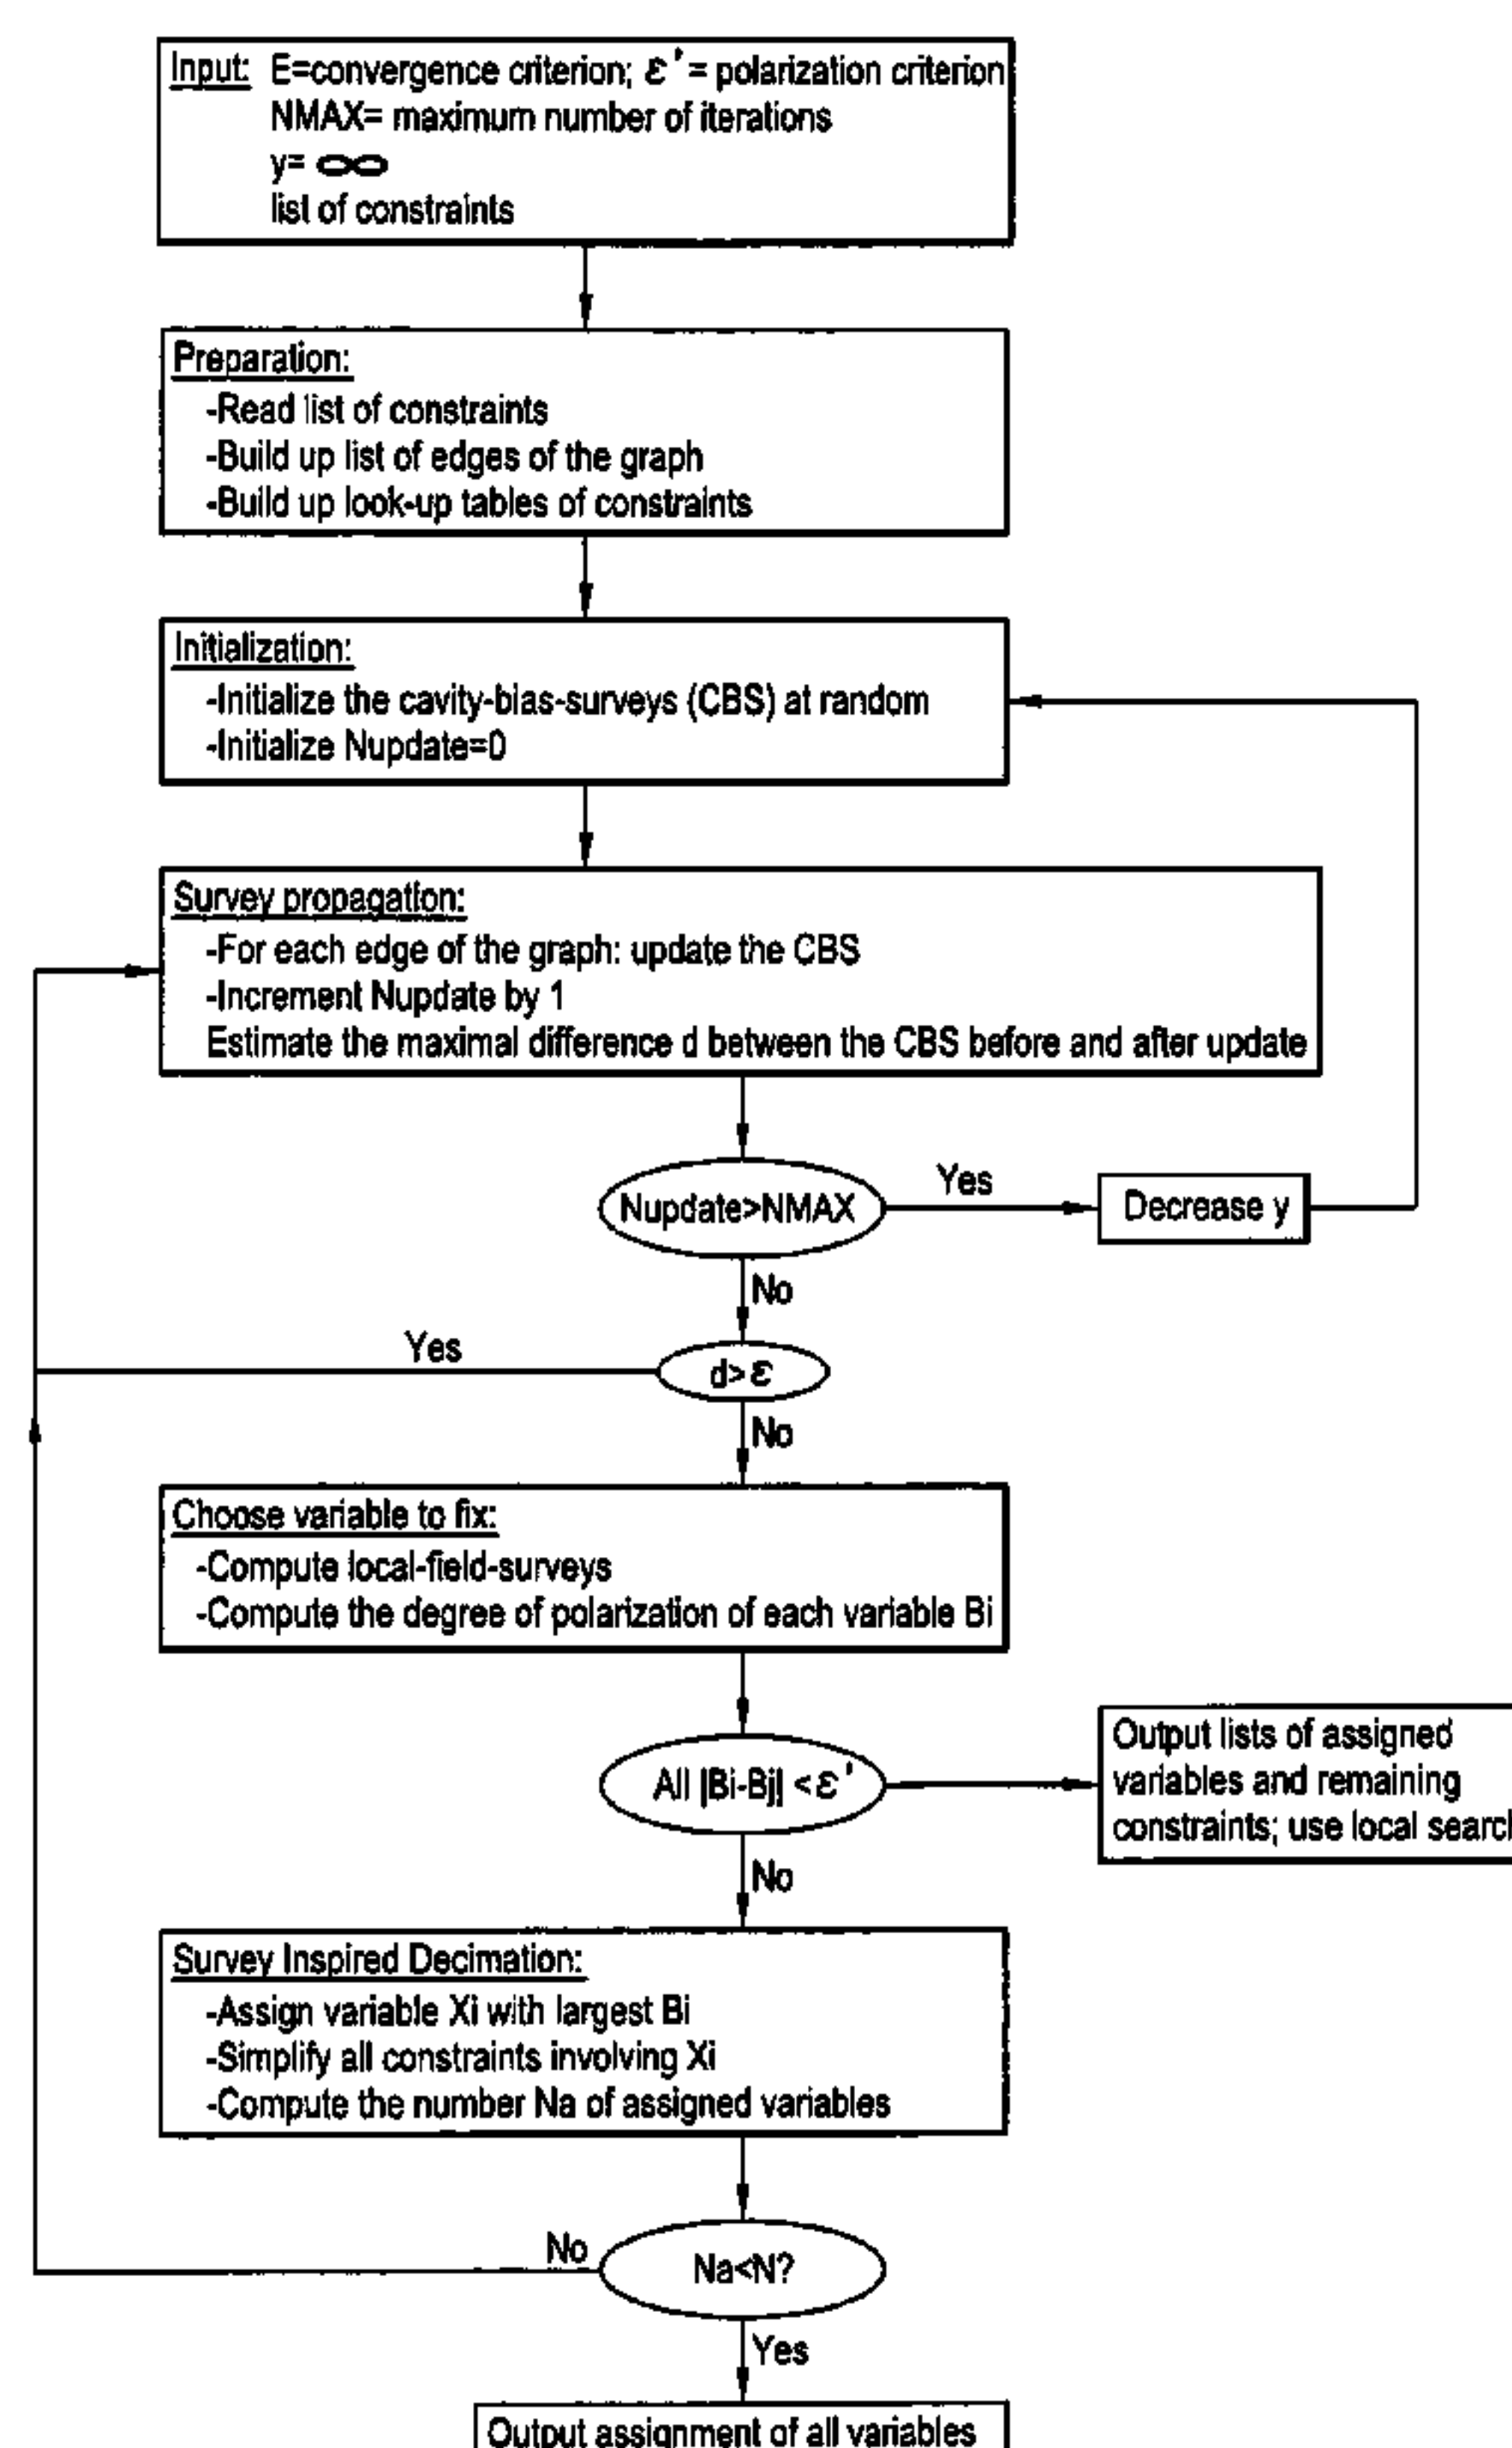 Input: E=convergence criterion; ε'= polarization criterion
NMAX= maximum number of iterations
y= ∞
list of constraints
Preparation:
-Read list of constraints
-Build up list of edges of the graph
-Build up look-up tables of constraints
Initialization:
-Initialize the cavity-bias-surveys (CBS) at random
-Initialize Nupdate=0
Survey propagation:
-For each edge of the graph: update the CBS
-Increment Nupdate by 1
Estimate the maximal difference d between the CBS before and after update
Nupdate>NMAX
Yes
Decrease y
No
d>ε
Yes
No
Choose variable to fix:
-Compute local-field-surveys
-Compute the degree of polarization of each variable Bi
All |Bi-Bj| <ε'
Output lists of assigned
variables and remaining
constraints; use local search
No
Survey Inspired Decimation:
-Assign variable Xi with largest Bi
-Simplify all constraints involving Xi
-Compute the number Na of assigned variables
No
Na<N?
Yes
Output assignment of all variables